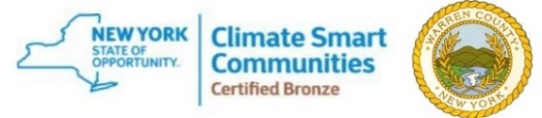 NEW YORK
STATE OF
OPPORTUNITY.
Climate Smart
Communities
Certified Bronze
WARREN COUNTY
NEW YORK